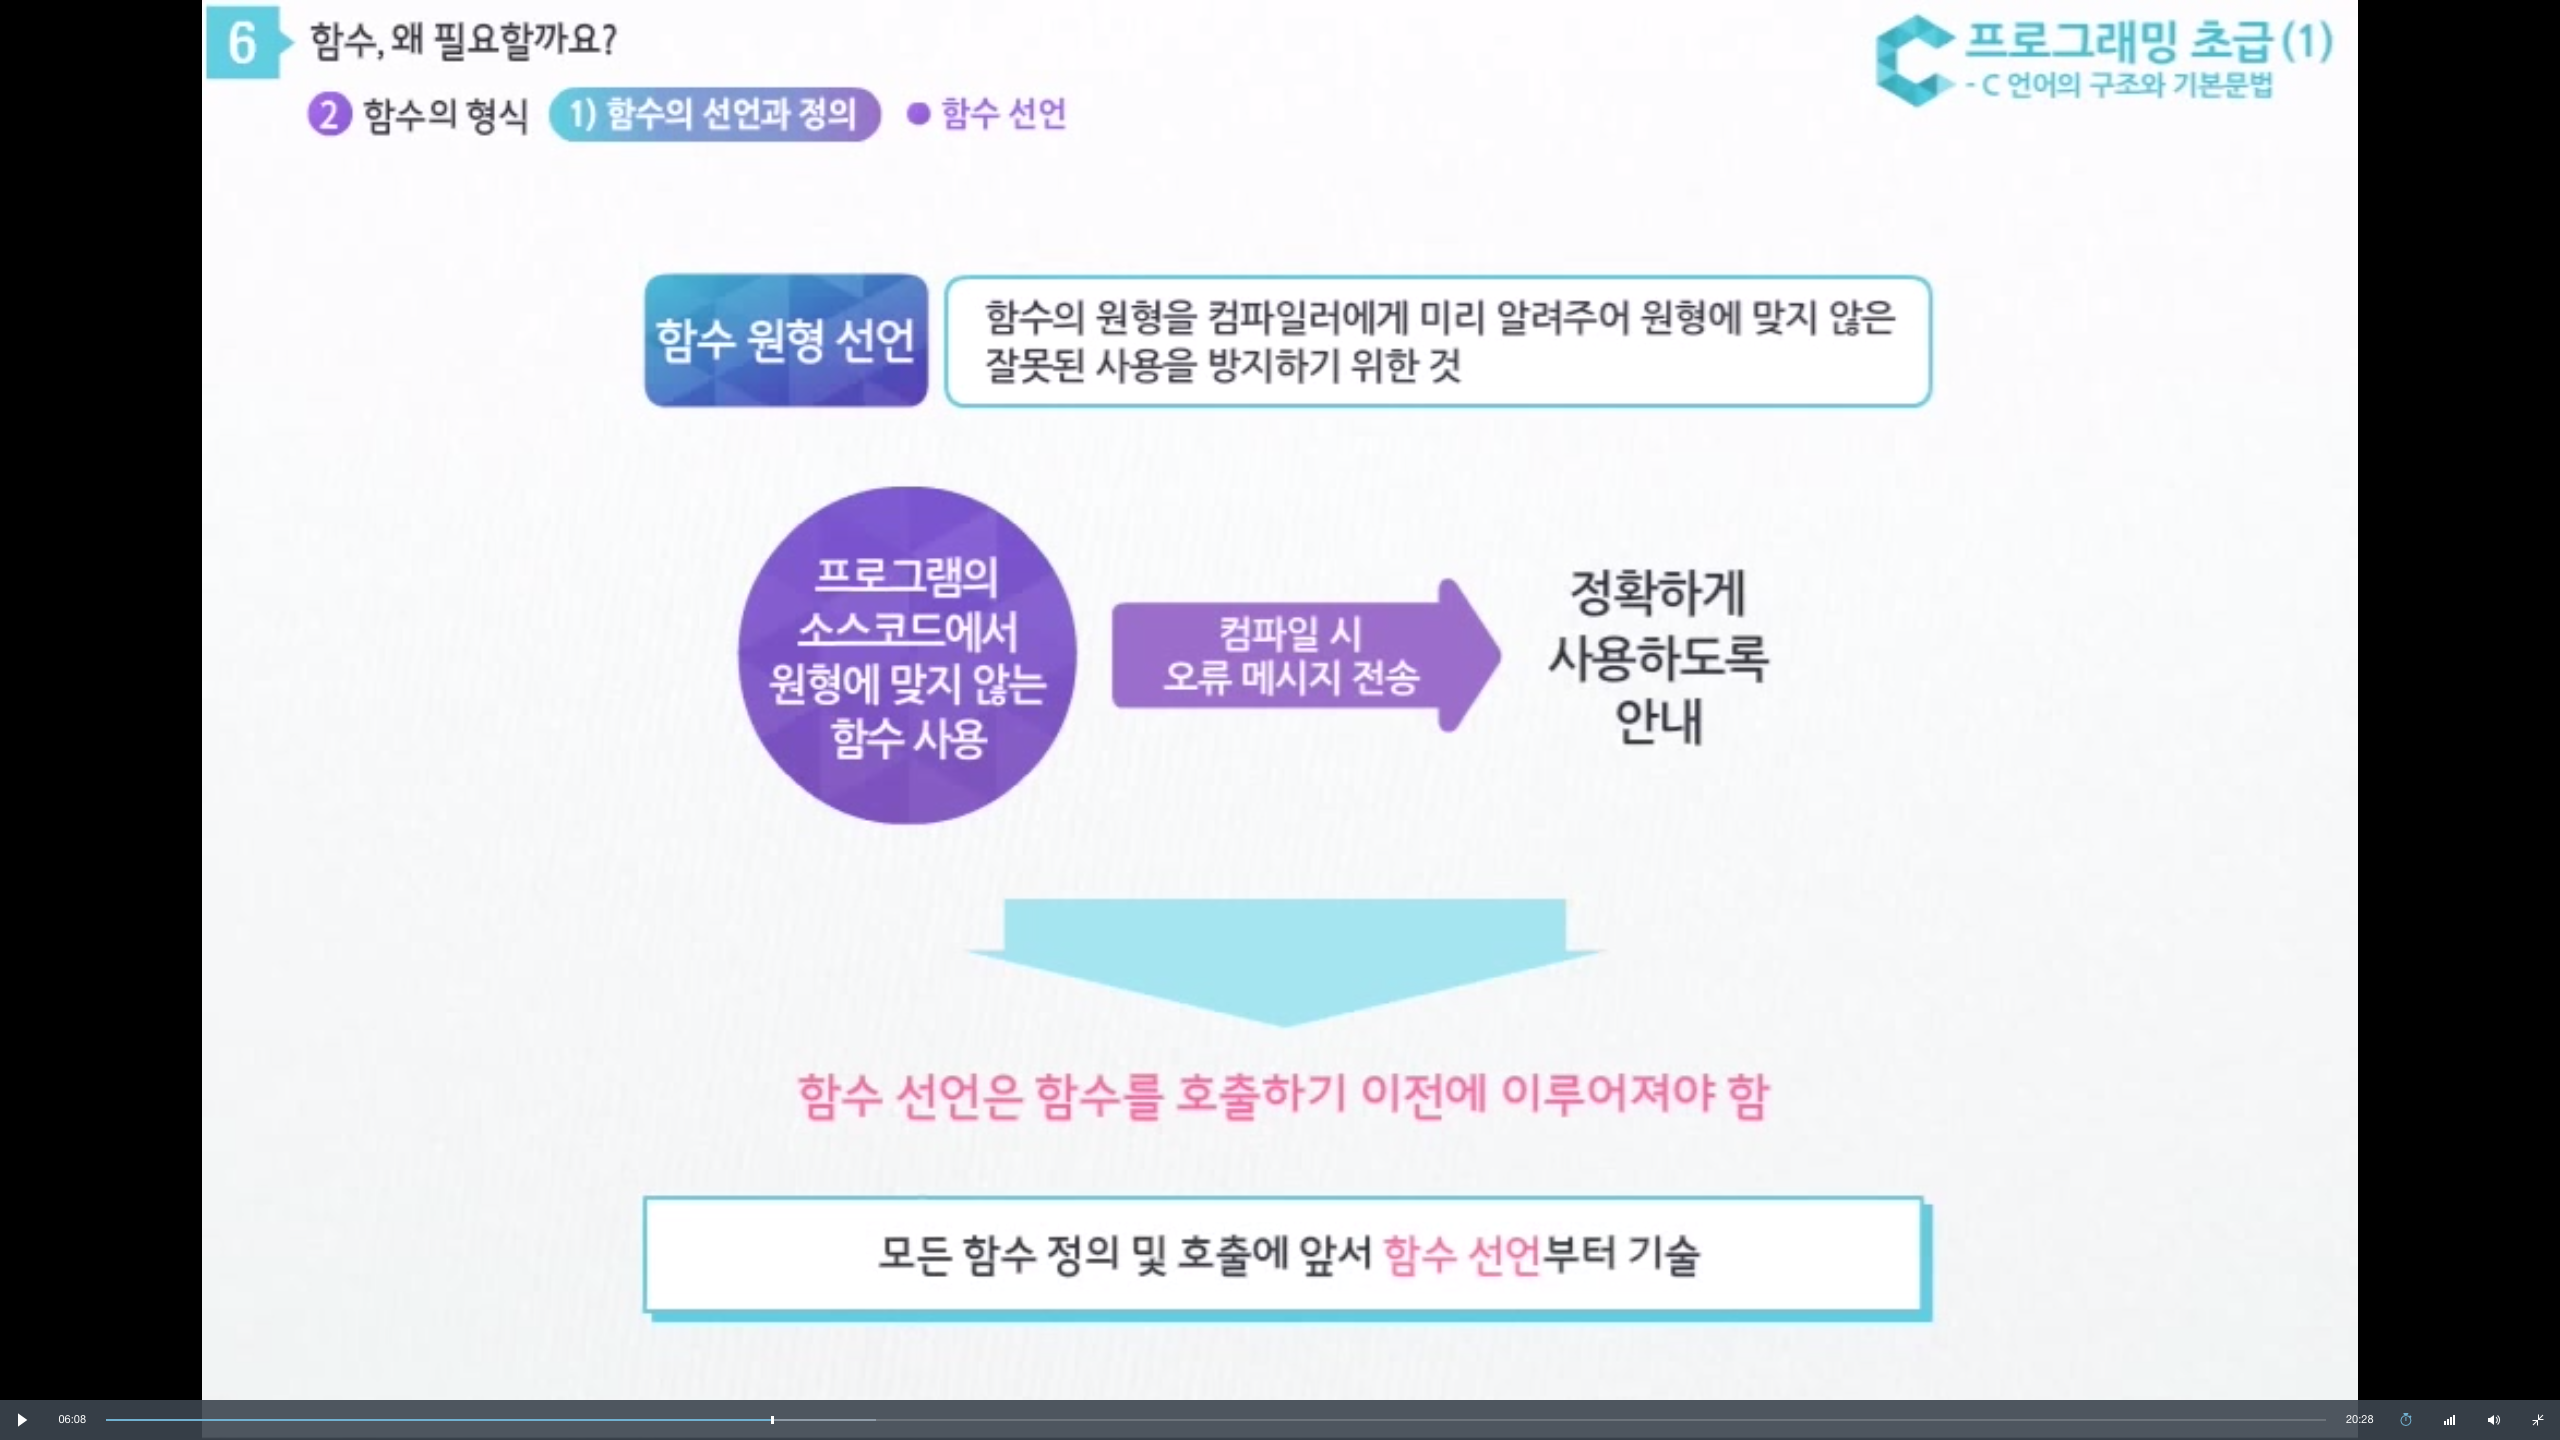 6
함수, 왜 필요할까요?
프로그래밍 초급 (1)
- C 언어의 구조와 기본문법
2 함수의 형식 1) 함수의 선언과 정의 ● 함수 선언
함수 원형 선언
함수의 원형을 컴파일러에게 미리 알려주어 원형에 맞지 않은
잘못된 사용을 방지하기 위한 것
프로그램의
소스코드에서
원형에 맞지 않는
함수 사용
컴파일 시
오류 메시지 전송
정확하게
사용하도록
안내
함수 선언은 함수를 호출하기 이전에 이루어져야 함
모든 함수 정의 및 호출에 앞서 함수 선언부터 기술
06:08
20:28